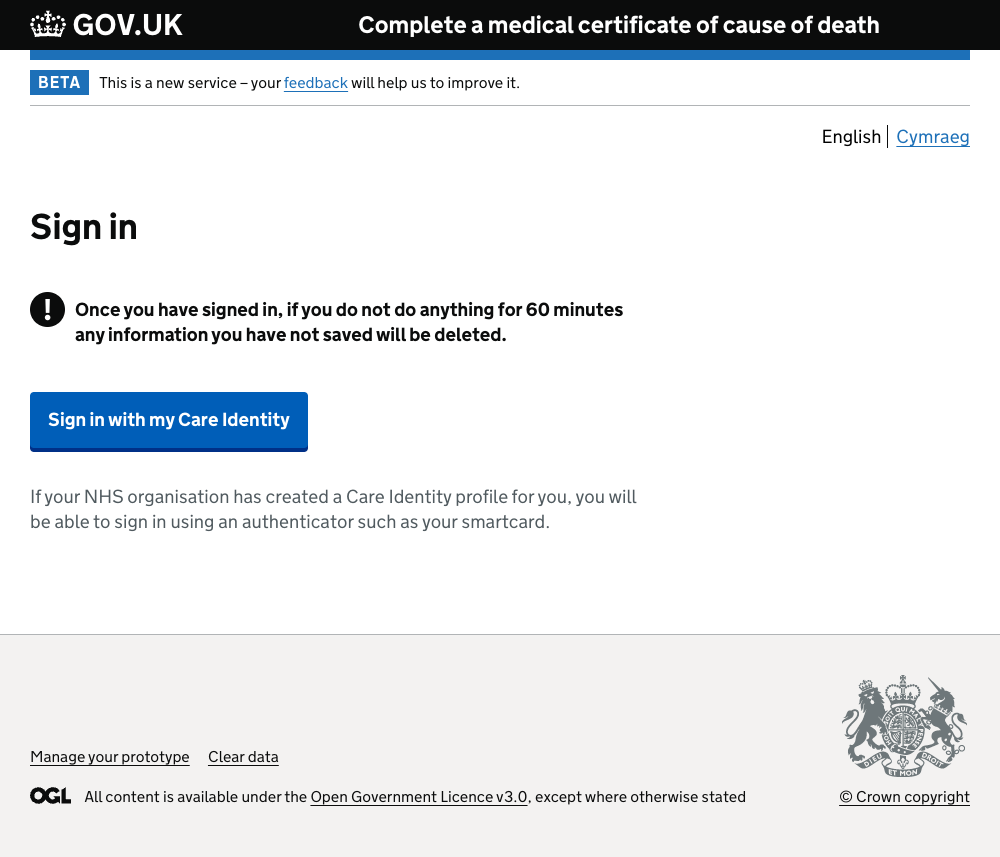 GOV.UK
Complete a medical certificate of cause of death
BETA This is a new service – your feedback will help us to improve it.
English Cymraeg
Sign in
! Once you have signed in, if you do not do anything for 60 minutes
any information you have not saved will be deleted.
Sign in with my Care Identity
If your NHS organisation has created a Care Identity profile for you, you will
be able to sign in using an authenticator such as your smartcard.
DIEU ET MON DROIT
Manage your prototype Clear data
OGL All content is available under the Open Government Licence v3.0, except where otherwise stated
© Crown copyright